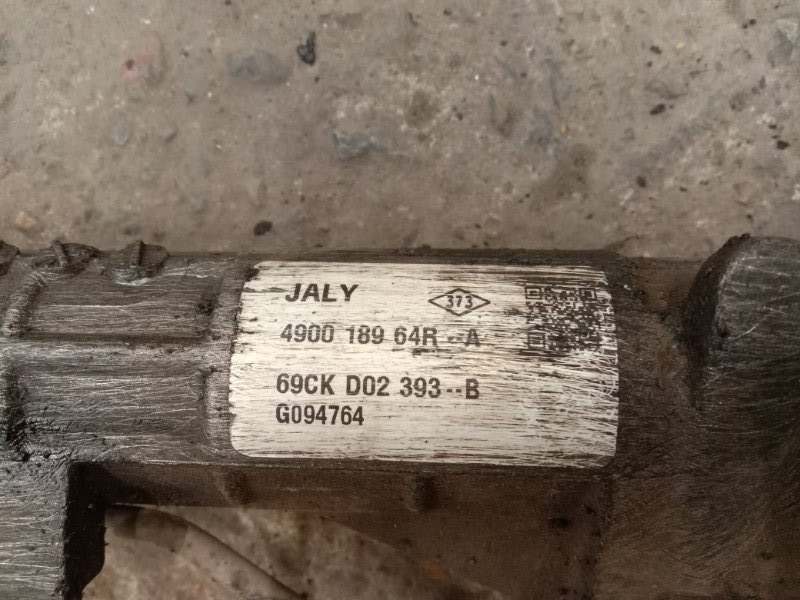 JALY 373
4900 189 64R--A
69CK D02 393--B
G094764